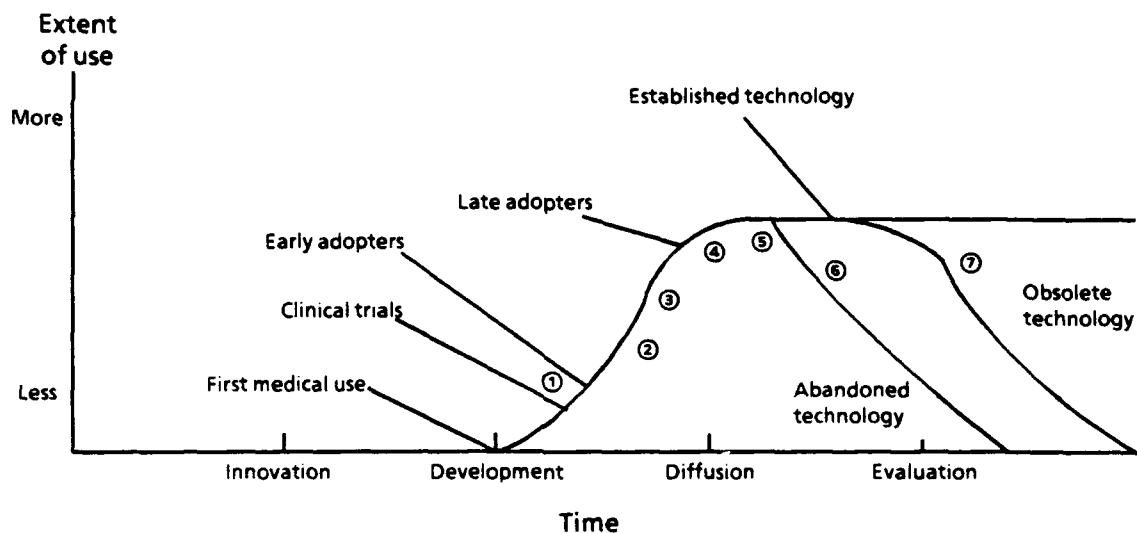 Extent
of use
More
Established technology
Late adopters
Early adopters
Clinical trials
First medical use
Less
①
②
③
④
⑤
⑥
⑦
Obsolete
technology
Abandoned
technology
Innovation
Development
Diffusion
Evaluation
Time